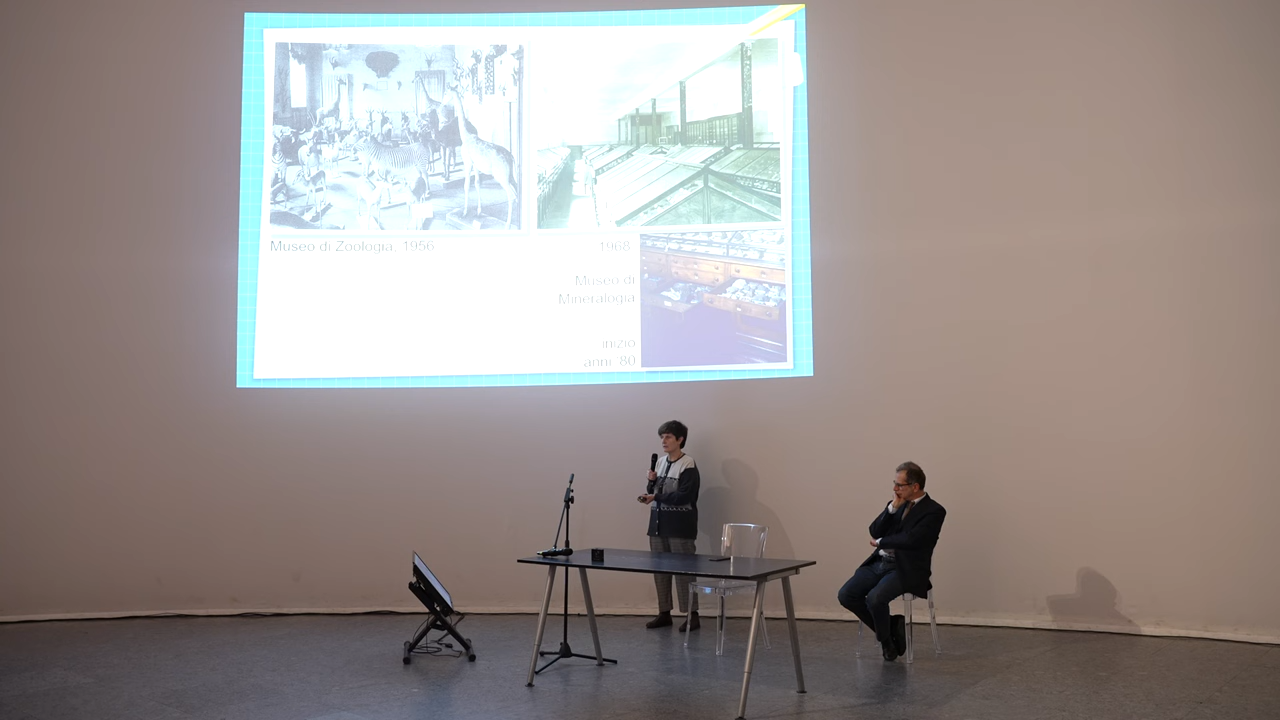 Museo di Zoologia, 1956
1968
Museo di
Mineralogia
inizio
anni '80